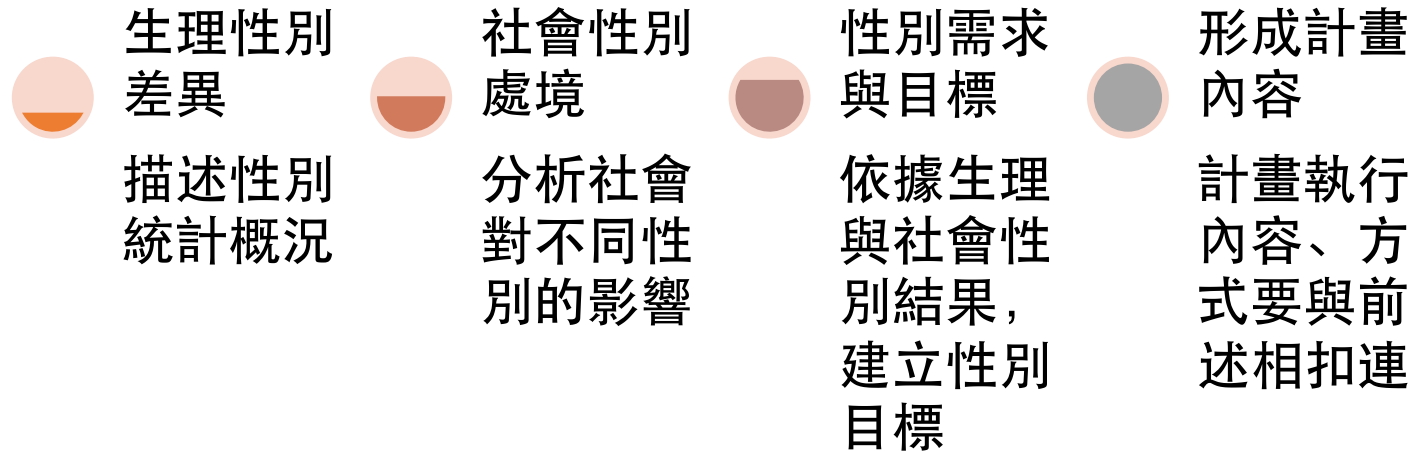 生理性別
差異
描述性別
統計概況
社會性別
處境
分析社會
對不同性
別的影響
性別需求
與目標
依據生理
與社會性
別結果，
建立性別
目標
形成計畫
內容
計畫執行
內容、方
式要與前
述相扣連